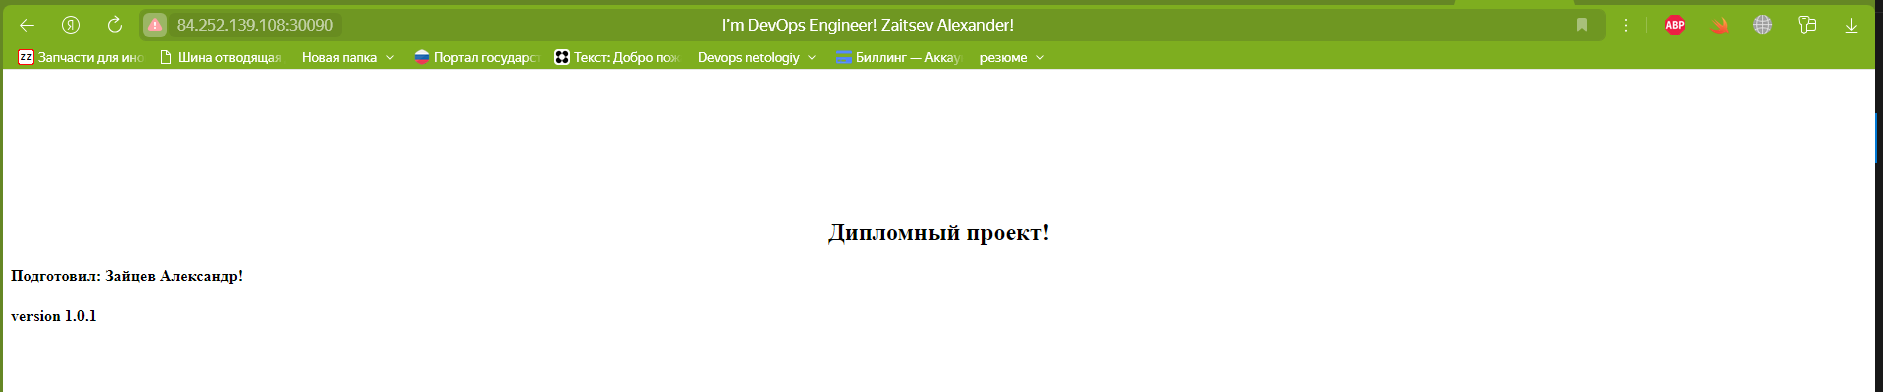 Я 84.252.139.108:30090 I'm DevOps Engineer! Zaitsev Alexander! ABP
ZZ Запчасти для ино Шина отводящая Новая папка Портал государст Текст: Добро пож Devops netologiy Биллинг — Аккау резюме
Дипломный проект!
Подготовил: Зайцев Александр!
version 1.0.1